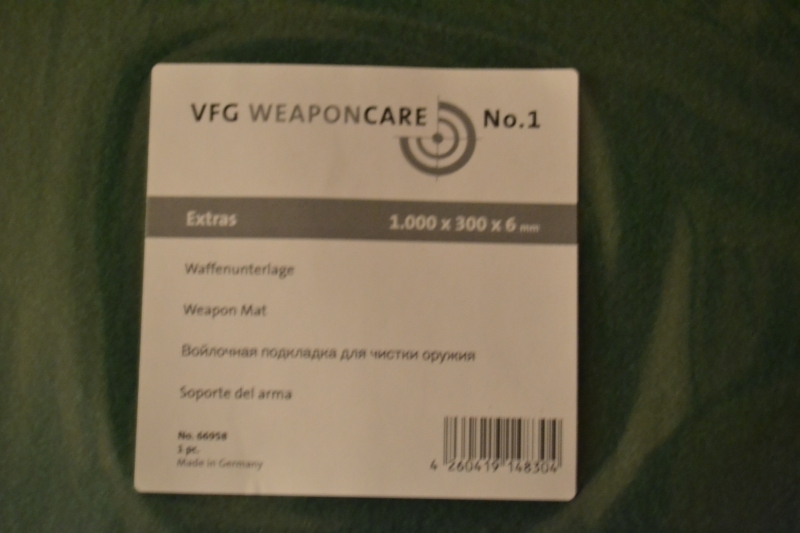 VFG WEAPONCARE No.1
Extras 1.000 x 300 x 6 mm
Waffenunterlage
Weapon Mat
Войлочная подкладка для чистки оружия
Soporte del arma
No. 66958
1 pc.
Made in Germany
4 260419 148304